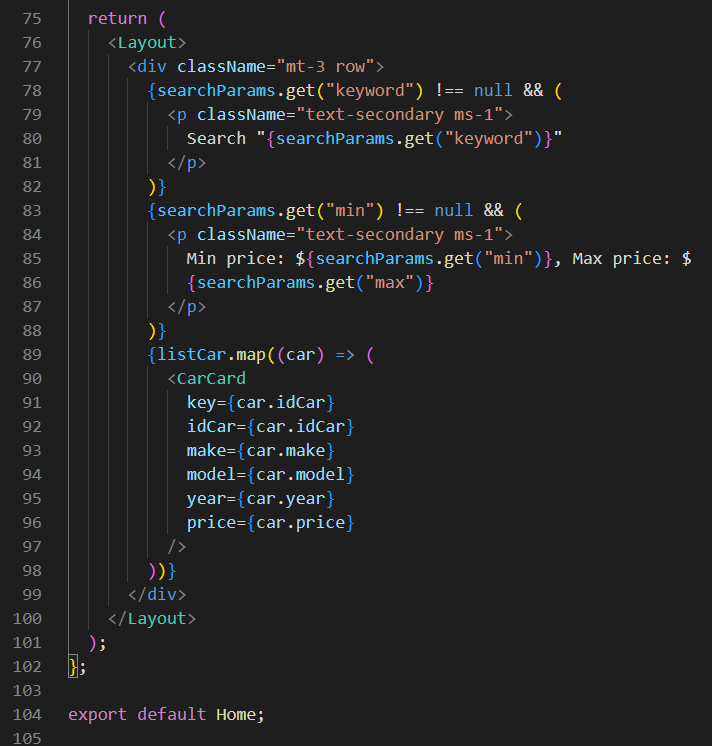 75 return (
76 <Layout>
77 <div className="mt-3 row">
78 {searchParams.get("keyword") !== null && (
79 <p className="text-secondary ms-1">
80 Search "{searchParams.get("keyword")}"
81 </p>
82 )}
83 {searchParams.get("min") !== null && (
84 <p className="text-secondary ms-1">
85 Min price: ${searchParams.get("min")}, Max price: $
86 {searchParams.get("max")}
87 </p>
88 )}
89 {listCar.map((car) => (
90 <CarCard
91 key={car.idCar}
92 idCar={car.idCar}
93 make={car.make}
94 model={car.model}
95 year={car.year}
96 price={car.price}
97 />
98 ))}
99 </div>
100 </Layout>
101 );
102 };
103
104 export default Home;
105